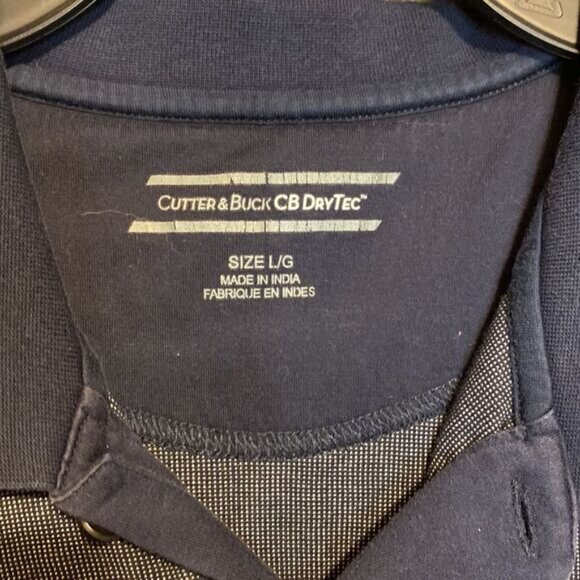 CUTTER & BUCK CB DRYTEC™
SIZE L/G
MADE IN INDIA
FABRIQUE EN INDES